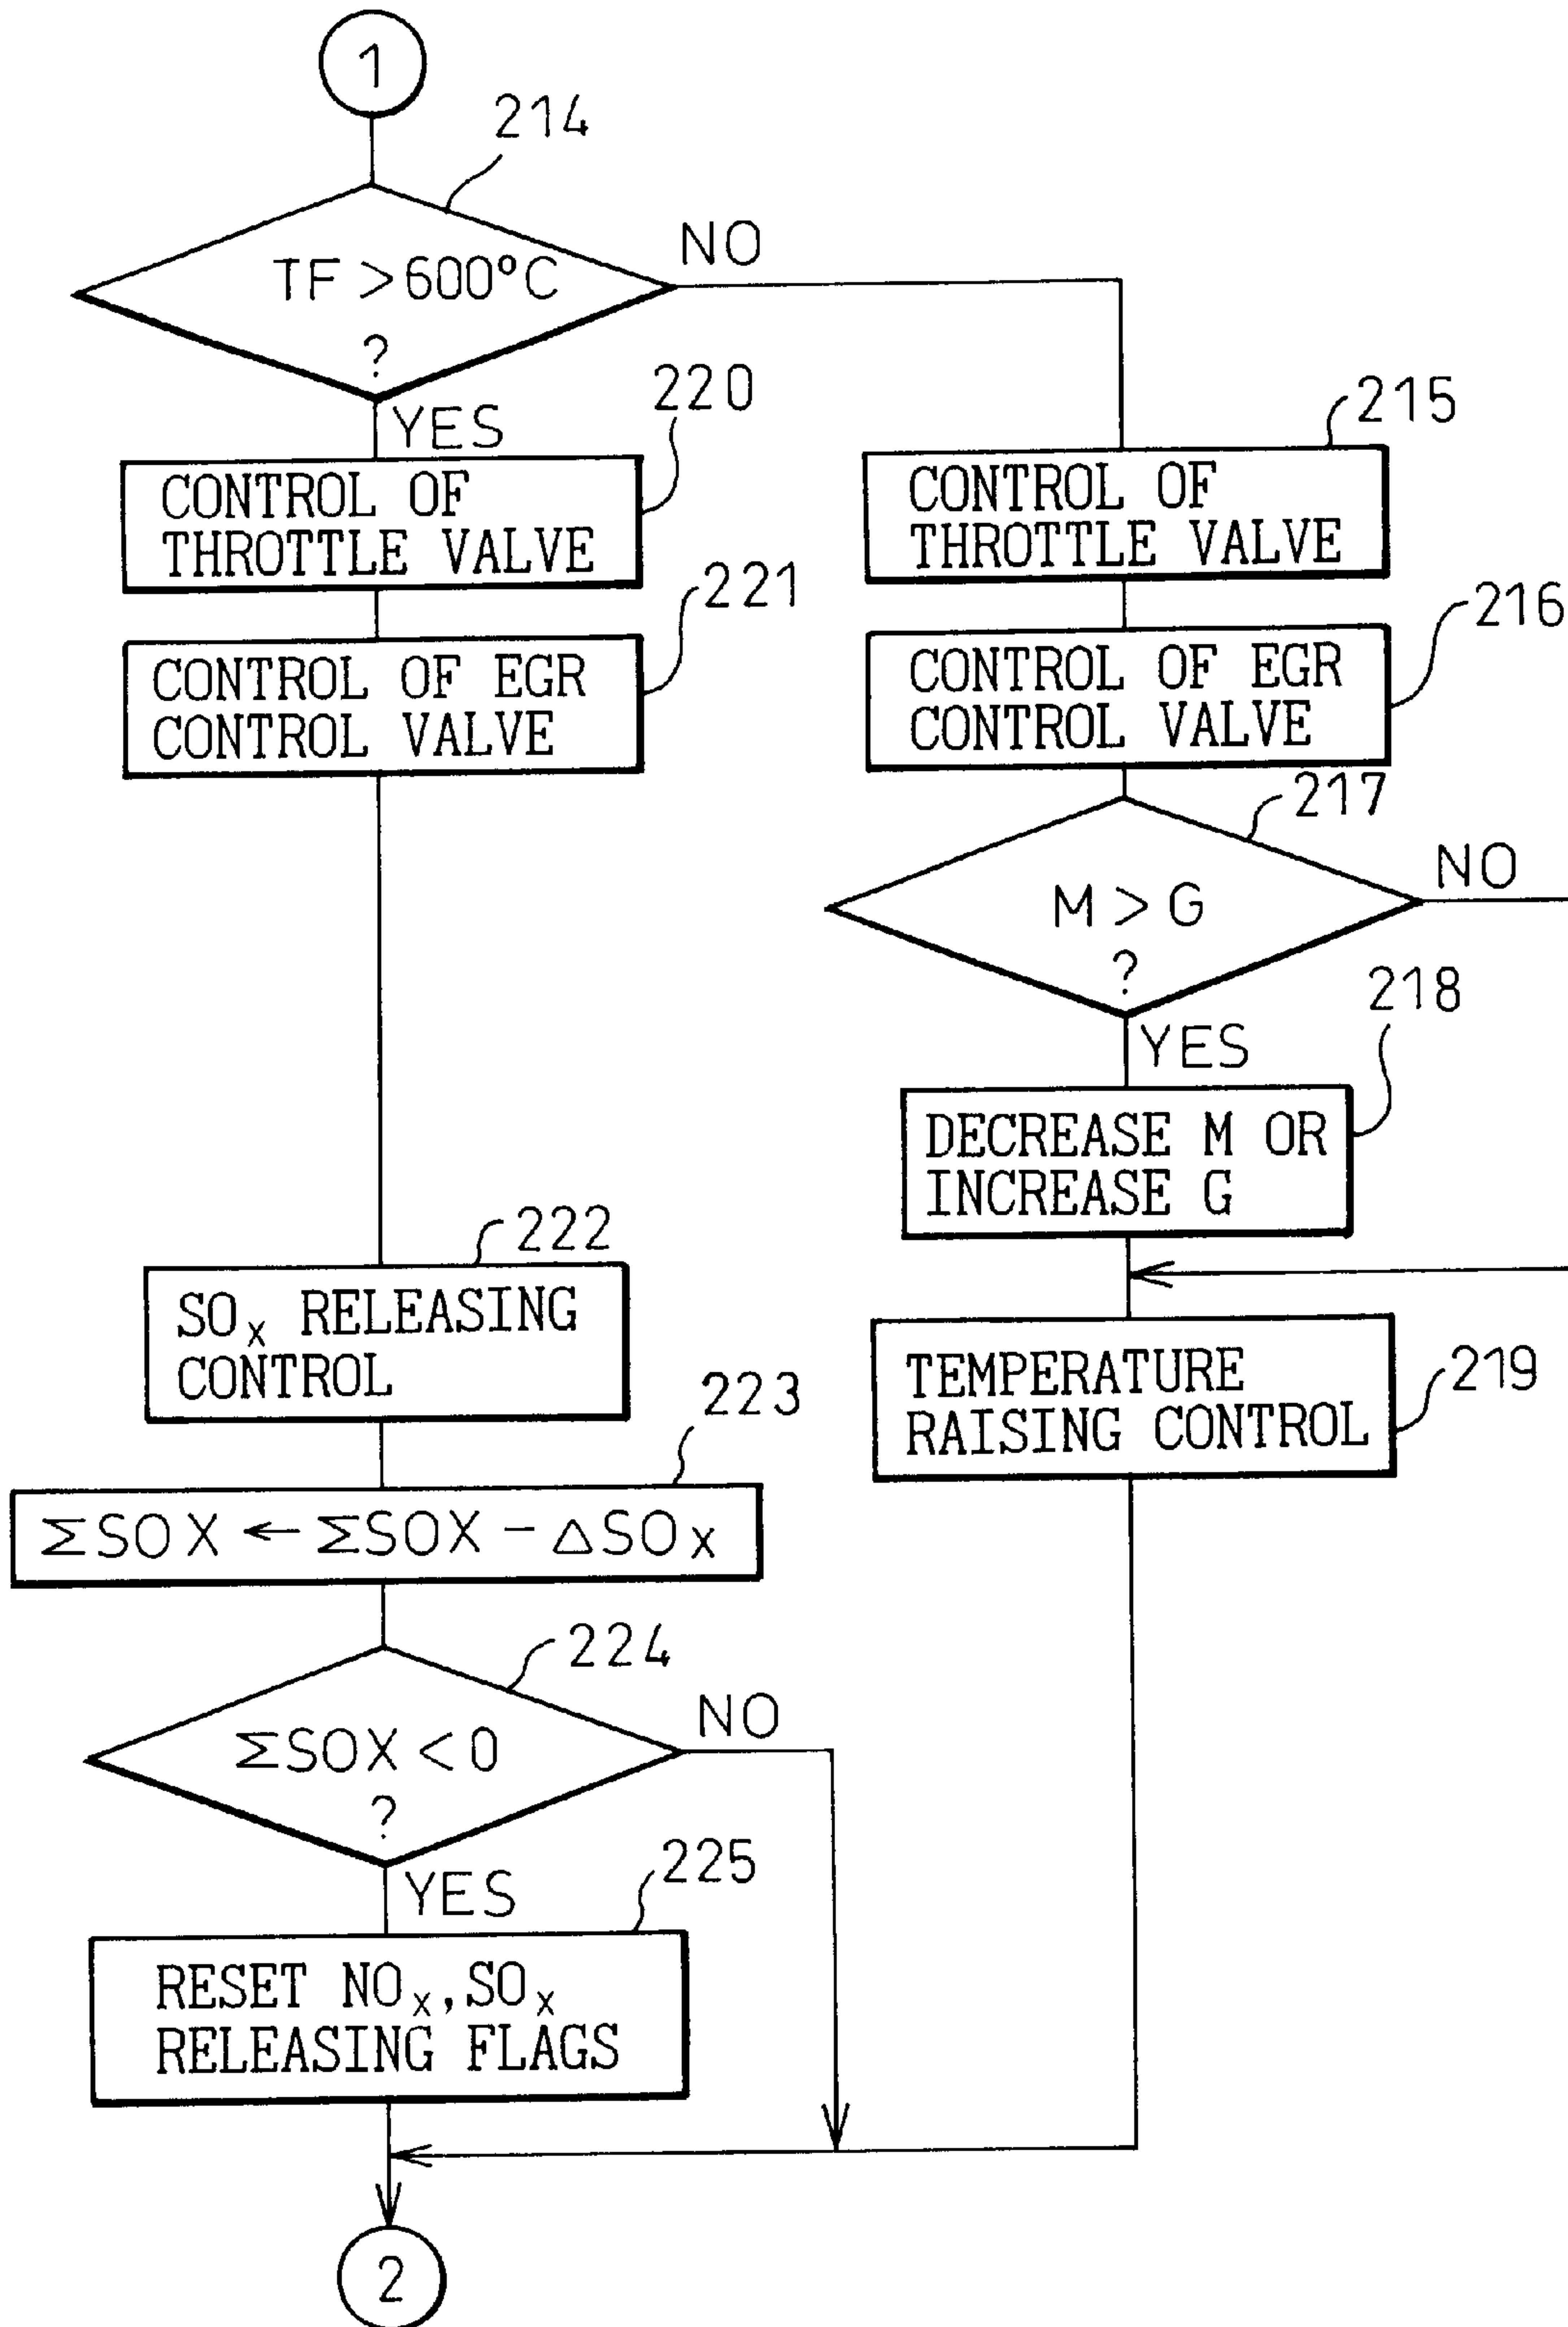 1
214
TF > 600°C
?
NO
YES
220
CONTROL OF
THROTTLE VALVE
221
CONTROL OF EGR
CONTROL VALVE
215
CONTROL OF
THROTTLE VALVE
216
CONTROL OF EGR
CONTROL VALVE
217
M > G
?
NO
YES
218
DECREASE M OR
INCREASE G
219
TEMPERATURE
RAISING CONTROL
222
SOx RELEASING
CONTROL
223
ΣSOX ← ΣSOX - ΔSOx
224
ΣSOX < 0
?
NO
YES
225
RESET NOx, SOx
RELEASING FLAGS
2